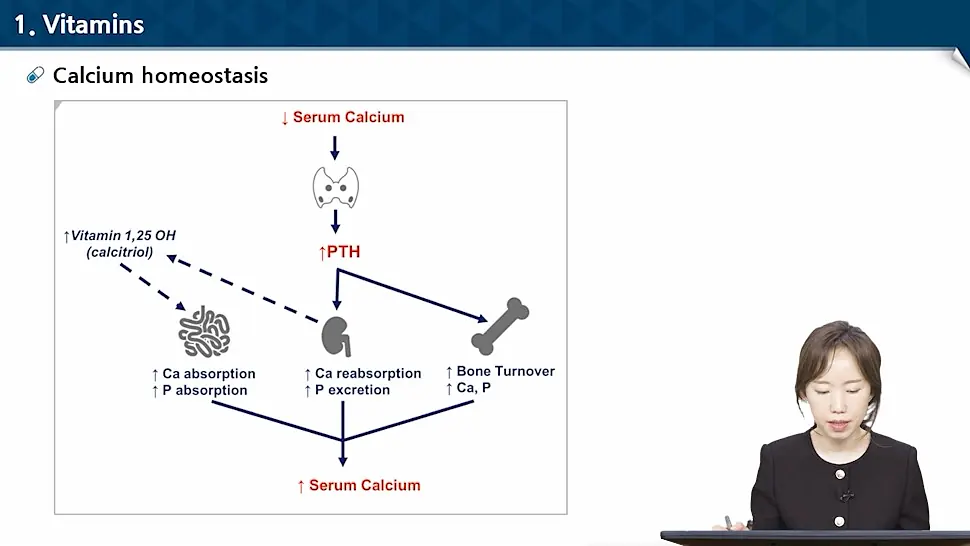 1. Vitamins
Calcium homeostasis
↓ Serum Calcium
↑Vitamin 1,25 OH
(calcitriol)
↑PTH
↑ Ca absorption
↑ P absorption
↑ Ca reabsorption
↑ P excretion
↑ Bone Turnover
↑ Ca, P
↑ Serum Calcium